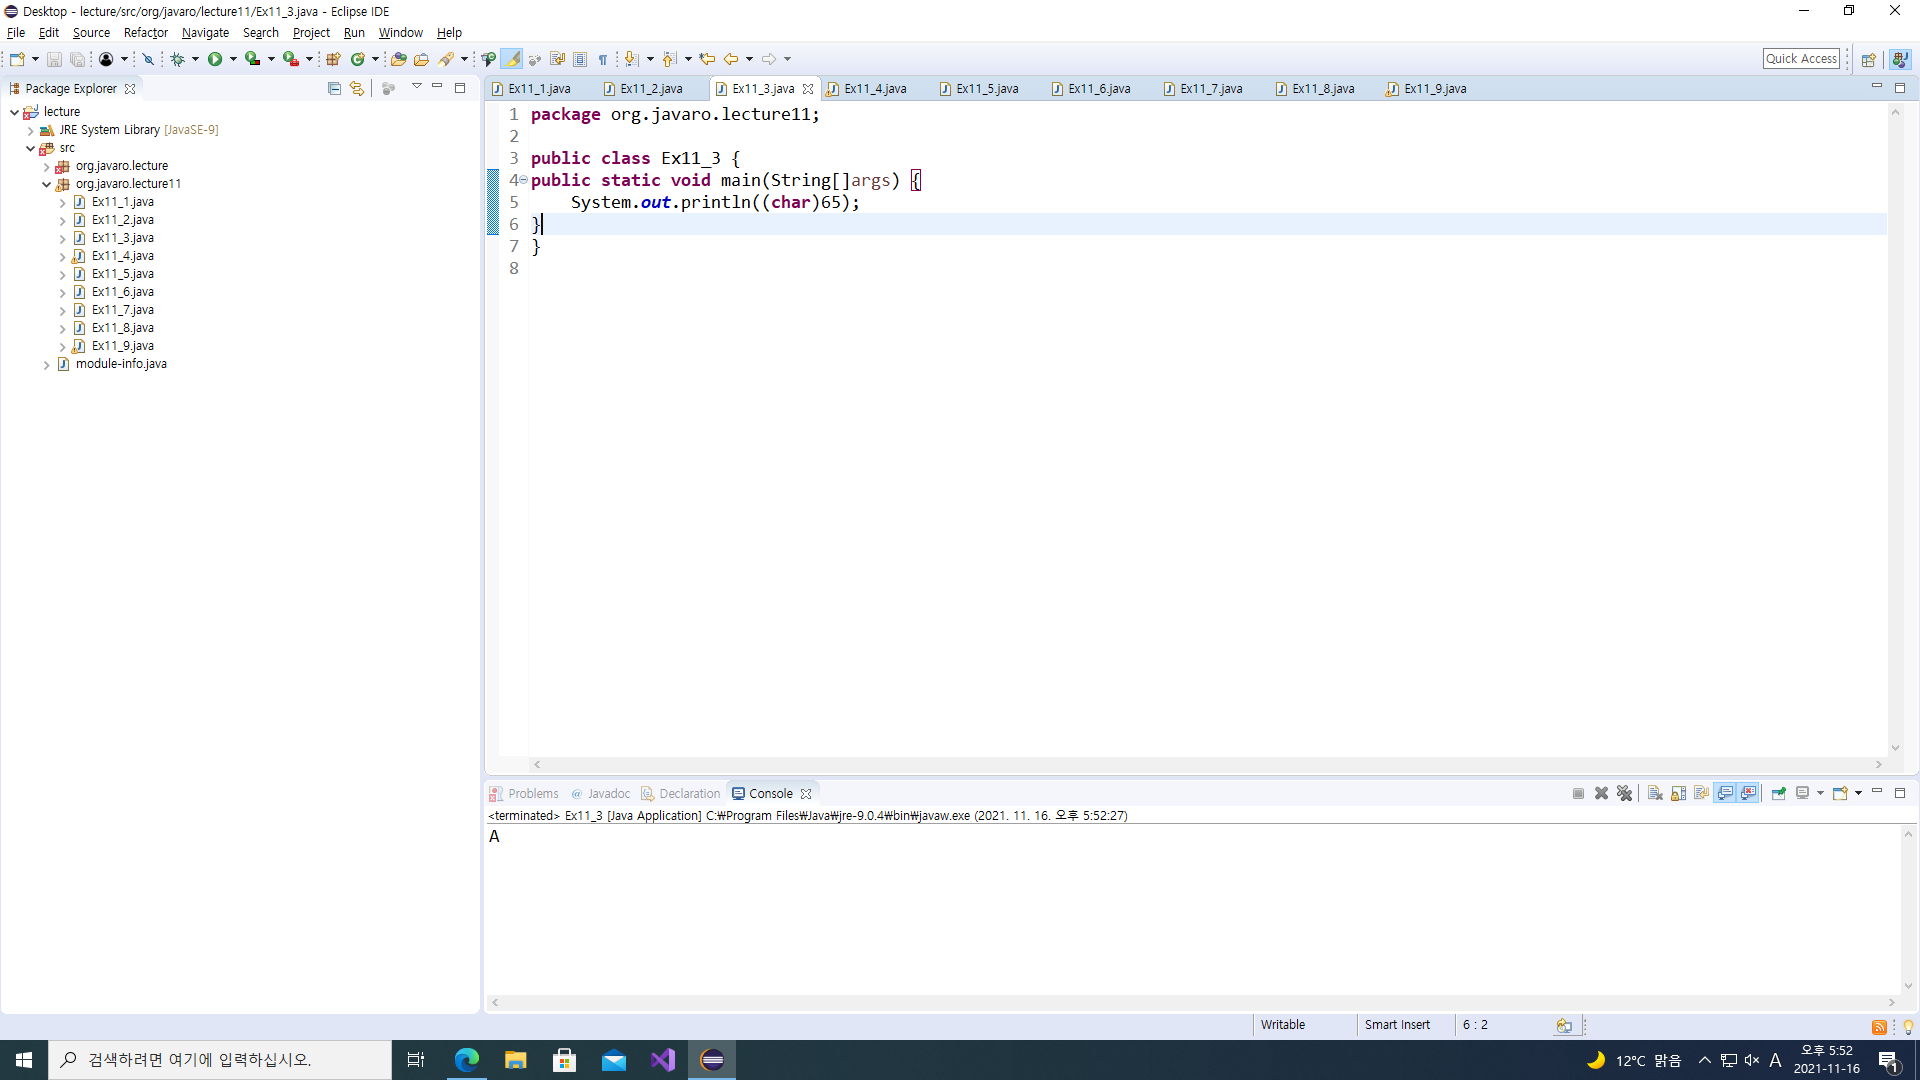 Desktop - lecture/src/org/javaro/lecture11/Ex11_3.java - Eclipse IDE
File Edit Source Refactor Navigate Search Project Run Window Help
Quick Access
Package Explorer
lecture
JRE System Library [JavaSE-9]
src
org.javaro.lecture
org.javaro.lecture11
Ex11_1.java
Ex11_2.java
Ex11_3.java
Ex11_4.java
Ex11_5.java
Ex11_6.java
Ex11_7.java
Ex11_8.java
Ex11_9.java
module-info.java
Ex11_1.java Ex11_2.java Ex11_3.java Ex11_4.java Ex11_5.java Ex11_6.java Ex11_7.java Ex11_8.java Ex11_9.java
1 package org.javaro.lecture11;
2
3 public class Ex11_3 {
4 public static void main(String[]args) {
5 System.out.println((char)65);
6 }
7 }
8
Problems @ Javadoc Declaration Console
<terminated> Ex11_3 [Java Application] C:₩Program Files₩Java₩jre-9.0.4₩bin₩javaw.exe (2021. 11. 16. 오후 5:52:27)
A
Writable Smart Insert 6 : 2
검색하려면 여기에 입력하십시오.
12°C 맑음 A 오후 5:52
2021-11-16
1